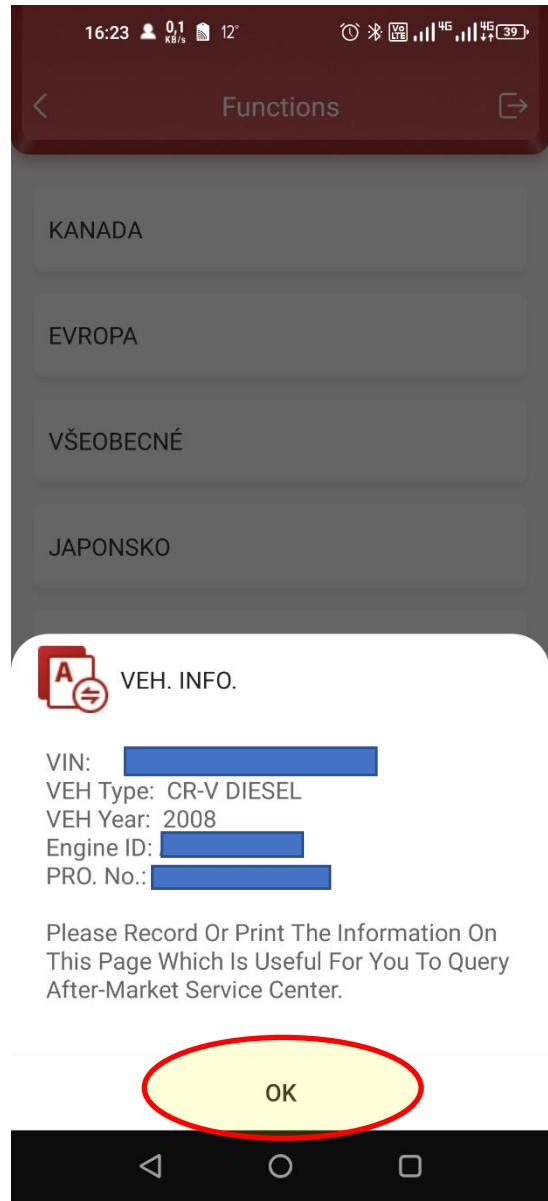 16:23 0,1 KB/s 12° VO LTE 4G 4G 39
Functions
KANADA
EVROPA
VŠEOBECNÉ
JAPONSKO
A VEH. INFO.
VIN:
VEH Type: CR-V DIESEL
VEH Year: 2008
Engine ID:
PRO. No.:
Please Record Or Print The Information On
This Page Which Is Useful For You To Query
After-Market Service Center.
OK